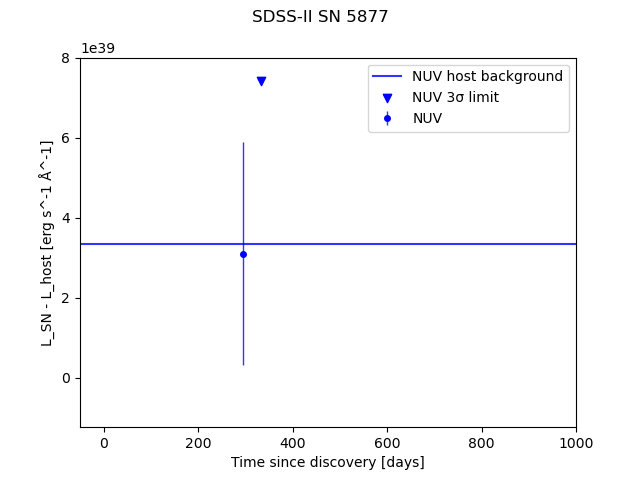 SDSS-II SN 5877
1e39
8
6
4
2
0
0 200 400 600 800 1000
L_SN - L_host [erg s^-1 Å^-1]
Time since discovery [days]
NUV host background
NUV 3σ limit
NUV